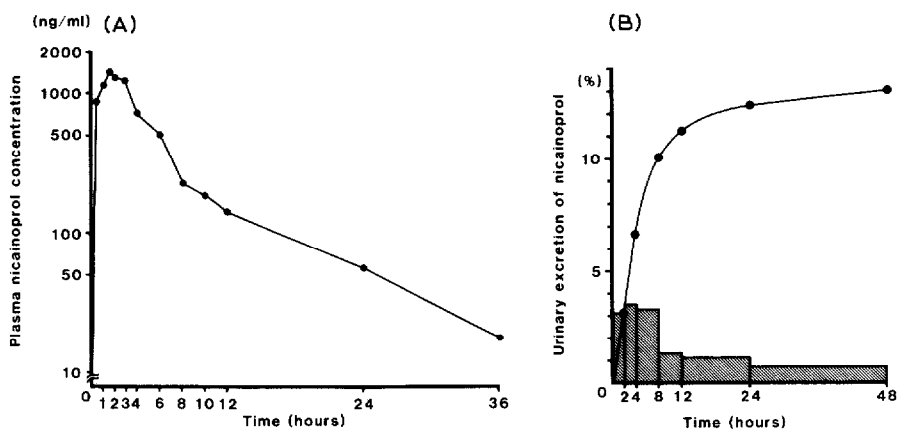 (ng/ml) (A)
Plasma nicainoprol concentration
2000
1000
500
100
50
10
0 1 2 3 4 6 8 10 12 24 36
Time (hours)
(B)
(%)
Urinary excretion of nicainoprol
10
5
0 2 4 8 12 24 48
Time (hours)